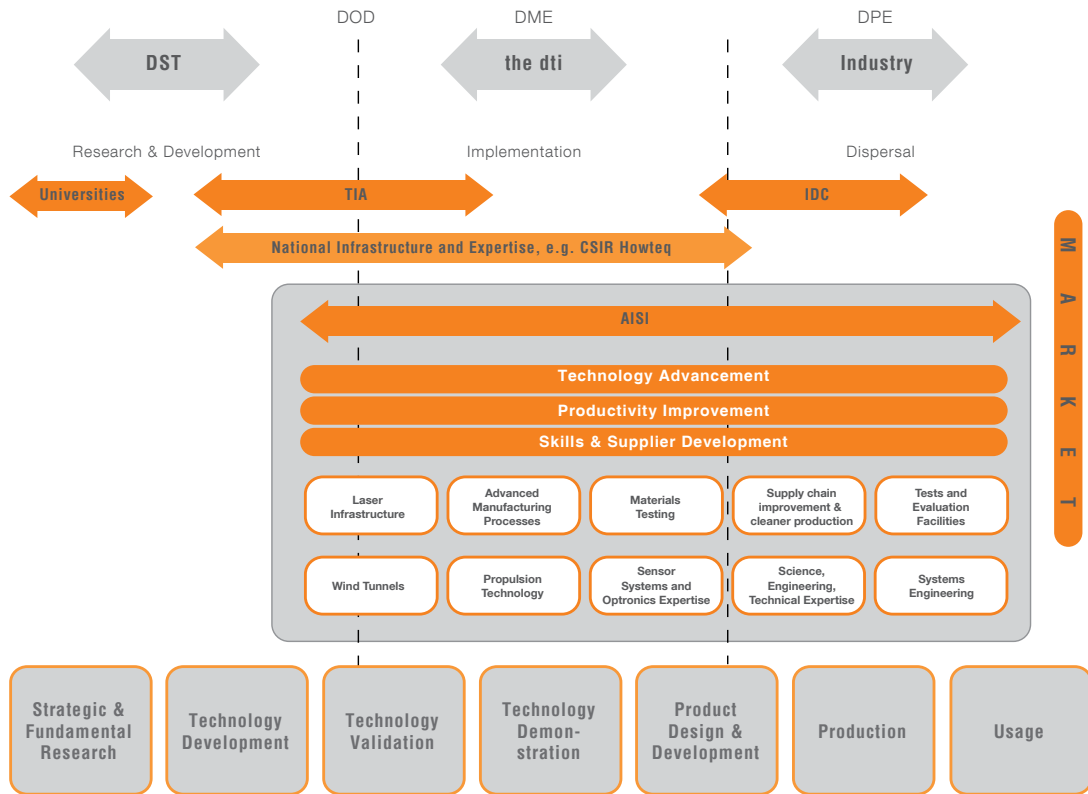 DOD
DME
DPE
DST
the dti
Industry
Research & Development
Implementation
Dispersal
Universities
TIA
IDC
National Infrastructure and Expertise, e.g. CSIR Howteq
MARKET
AISI
Technology Advancement
Productivity Improvement
Skills & Supplier Development
Laser
Infrastructure
Advanced
Manufacturing
Processes
Materials
Testing
Supply chain
improvement &
cleaner production
Tests and
Evaluation
Facilities
Wind Tunnels
Propulsion
Technology
Sensor
Systems and
Optronics Expertise
Science,
Engineering,
Technical Expertise
Systems
Engineering
Strategic &
Fundamental
Research
Technology
Development
Technology
Validation
Technology
Demon-
stration
Product
Design &
Development
Production
Usage